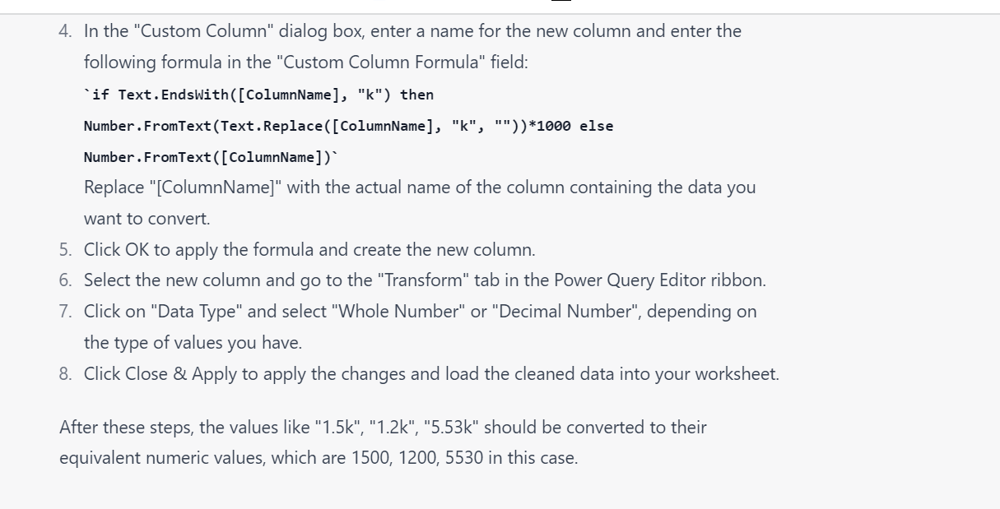 4. In the "Custom Column" dialog box, enter a name for the new column and enter the
following formula in the "Custom Column Formula" field:
`if Text.EndsWith([ColumnName], "k") then
Number.FromText(Text.Replace([ColumnName], "k", ""))*1000 else
Number.FromText([ColumnName])`
Replace "[ColumnName]" with the actual name of the column containing the data you
want to convert.
5. Click OK to apply the formula and create the new column.
6. Select the new column and go to the "Transform" tab in the Power Query Editor ribbon.
7. Click on "Data Type" and select "Whole Number" or "Decimal Number", depending on
the type of values you have.
8. Click Close & Apply to apply the changes and load the cleaned data into your worksheet.
After these steps, the values like "1.5k", "1.2k", "5.53k" should be converted to their
equivalent numeric values, which are 1500, 1200, 5530 in this case.